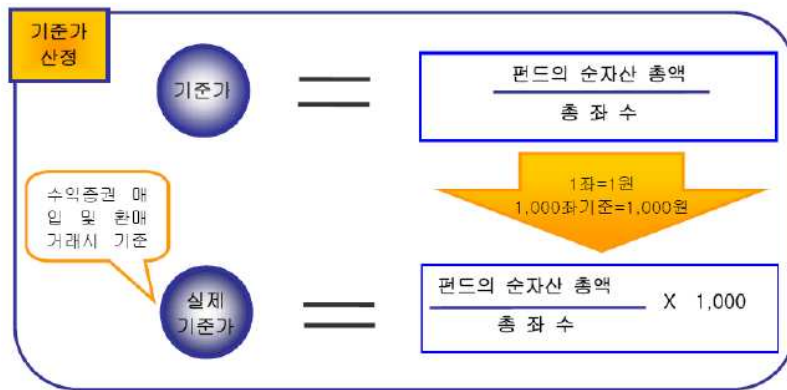 기준가
산정
기준가
펀드의 순자산 총액
총 좌 수
1좌=1원
1,000좌기준=1,000원
수익증권 매
입 및 환매
거래시 기준
실제
기준가
펀드의 순자산 총액
총 좌 수
X 1,000